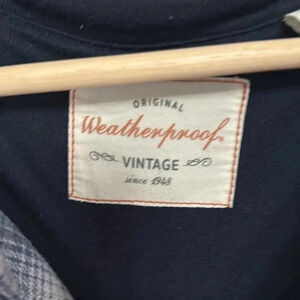 ORIGINAL
Weatherproof®
VINTAGE
since 1948